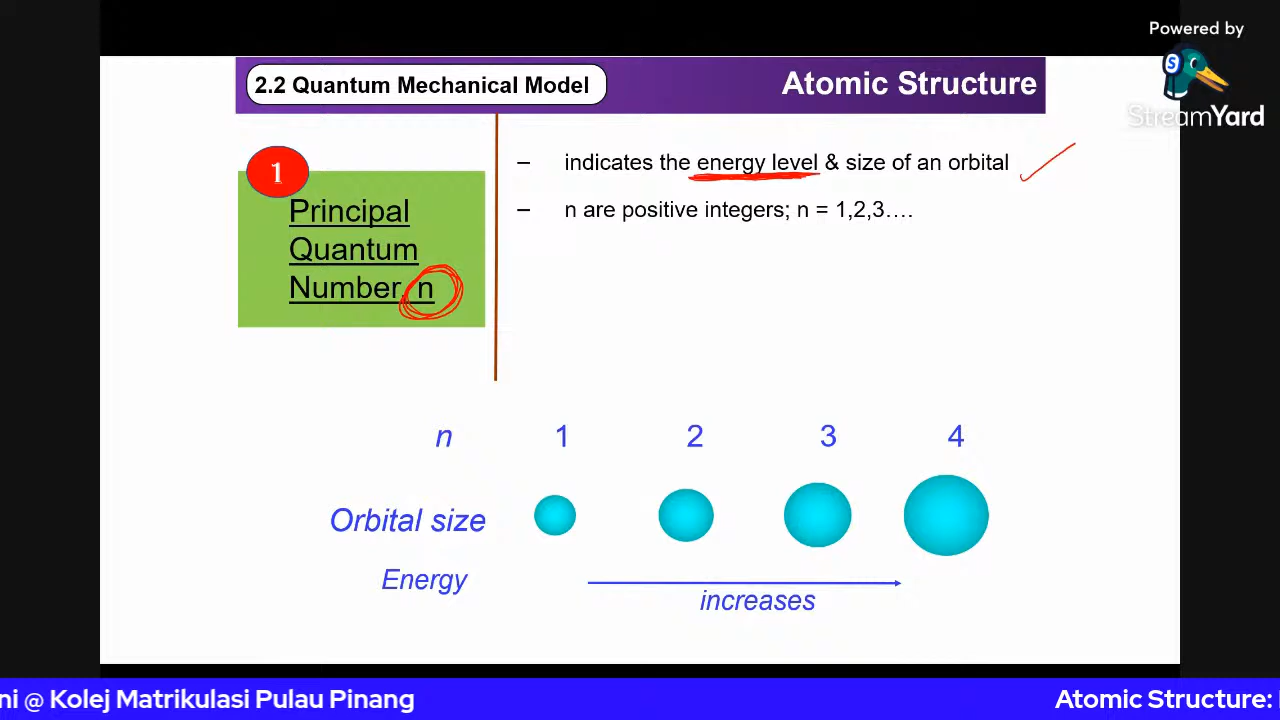 Powered by
StreamYard
2.2 Quantum Mechanical Model
Atomic Structure
1
Principal
Quantum
Number, n
– indicates the energy level & size of an orbital
– n are positive integers; n = 1,2,3….
n 1 2 3 4
Orbital size
Energy
increases
ni @ Kolej Matrikulasi Pulau Pinang
Atomic Structure: